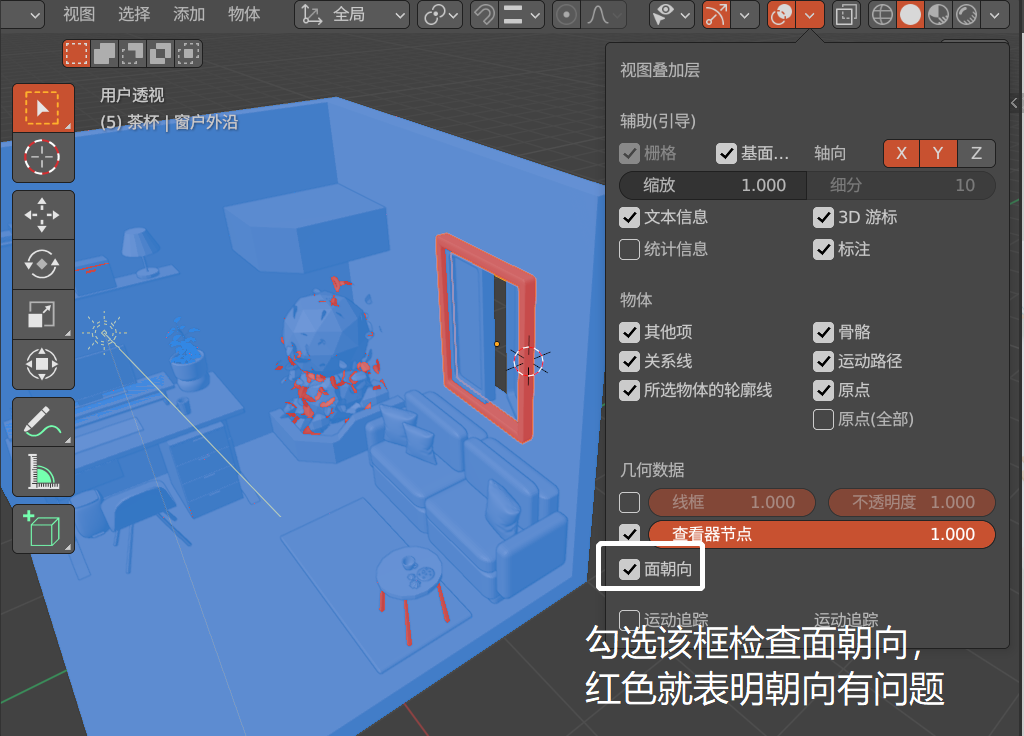 视图 选择 添加 物体 全局
用户透视
(5) 茶杯 | 窗户外沿
视图叠加层
辅助(引导)
栅格 基面... 轴向 X Y Z
缩放 1.000 细分 10
文本信息 3D 游标
统计信息 标注
物体
其他项 骨骼
关系线 运动路径
所选物体的轮廓线 原点
原点(全部)
几何数据
线框 1.000 不透明度 1.000
查看器节点 1.000
面朝向
运动追踪 运动追踪
勾选该框检查面朝向，
红色就表明朝向有问题